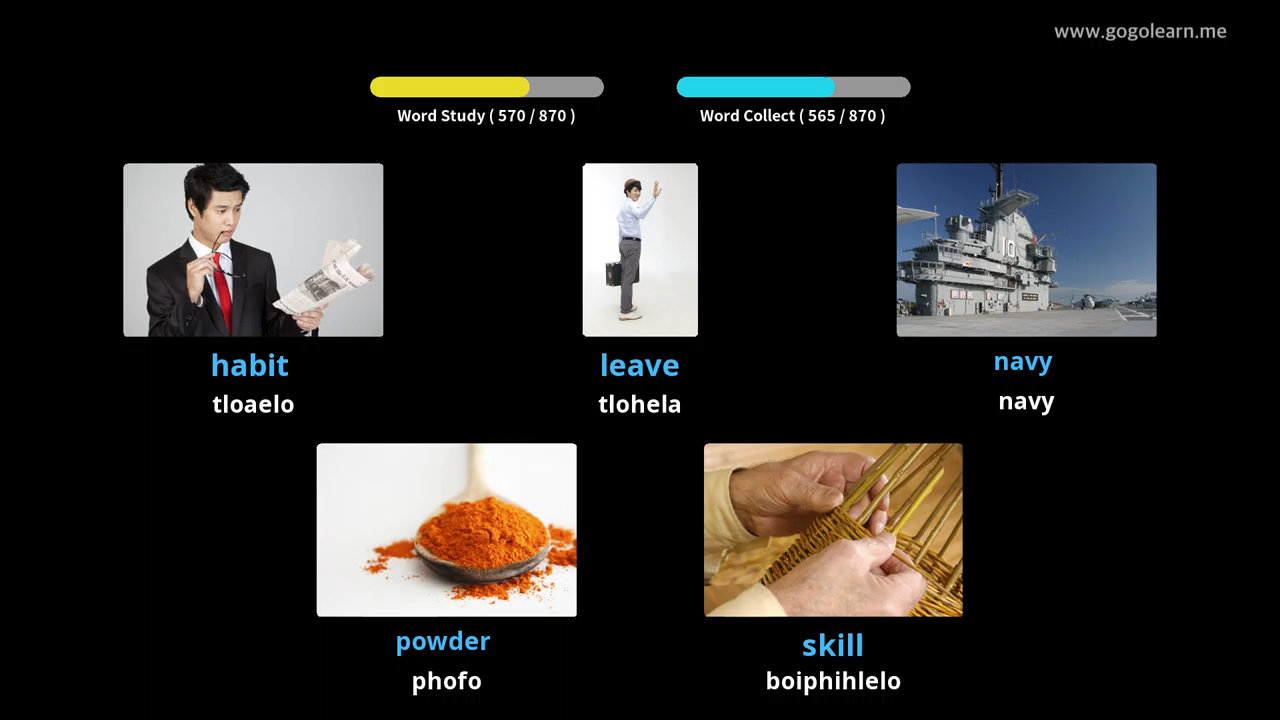 www.gogolearn.me
Word Study ( 570 / 870 )
Word Collect ( 565 / 870 )
habit
tloaelo
leave
tlohela
16
navy
navy
powder
phofo
skill
boiphihlelo